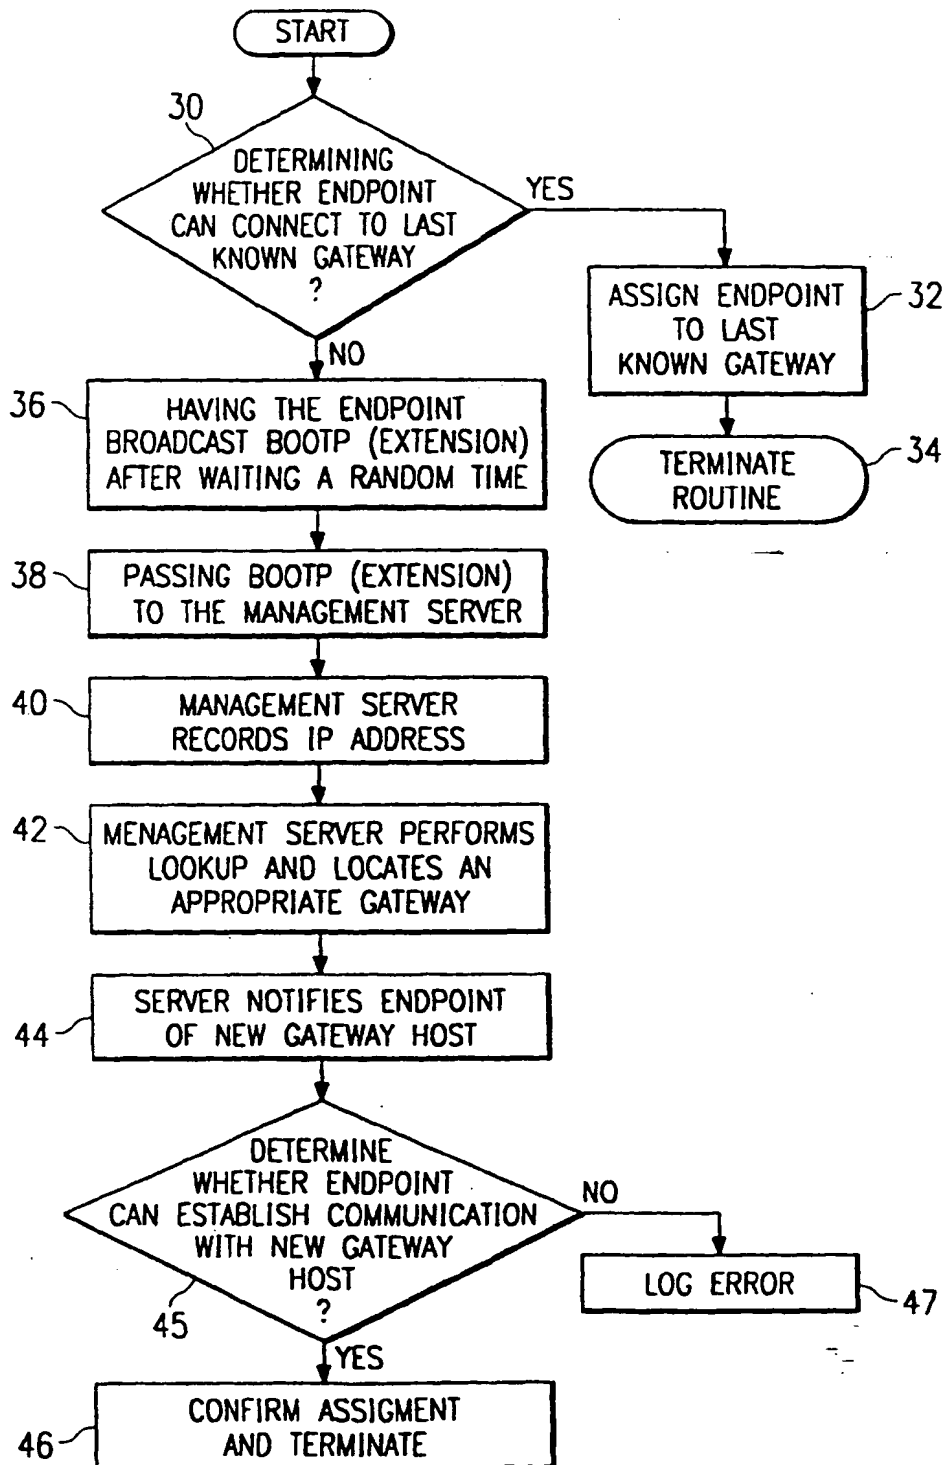 START
30
DETERMINING
WHETHER ENDPOINT
CAN CONNECT TO LAST
KNOWN GATEWAY
?
YES
NO
ASSIGN ENDPOINT
TO LAST
KNOWN GATEWAY
32
TERMINATE
ROUTINE
34
36
HAVING THE ENDPOINT
BROADCAST BOOTP (EXTENSION)
AFTER WAITING A RANDOM TIME
38
PASSING BOOTP (EXTENSION)
TO THE MANAGEMENT SERVER
40
MANAGEMENT SERVER
RECORDS IP ADDRESS
42
MENAGEMENT SERVER PERFORMS
LOOKUP AND LOCATES AN
APPROPRIATE GATEWAY
44
SERVER NOTIFIES ENDPOINT
OF NEW GATEWAY HOST
DETERMINE
WHETHER ENDPOINT
CAN ESTABLISH COMMUNICATION
WITH NEW GATEWAY
HOST
?
45
NO
LOG ERROR
47
YES
46
CONFIRM ASSIGMENT
AND TERMINATE